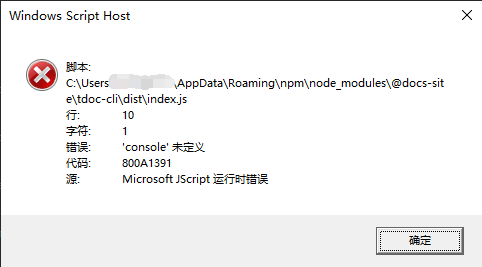 Windows Script Host
脚本:
C:\Users\AppData\Roaming\npm\node_modules\@docs-sit
e\tdoc-cli\dist\index.js
行: 10
字符: 1
错误: 'console' 未定义
代码: 800A1391
源: Microsoft JScript 运行时错误
确定